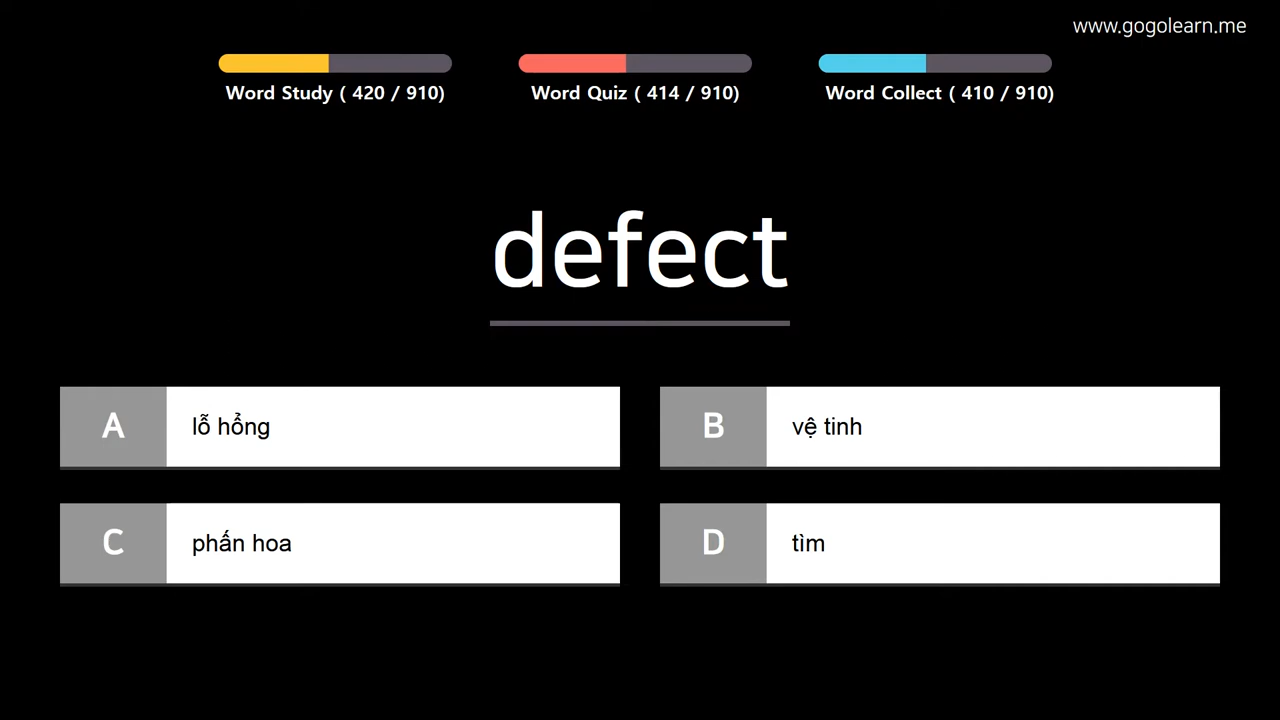 www.gogolearn.me
Word Study ( 420 / 910)
Word Quiz ( 414 / 910)
Word Collect ( 410 / 910)
defect
A lỗ hổng
B vệ tinh
C phấn hoa
D tìm